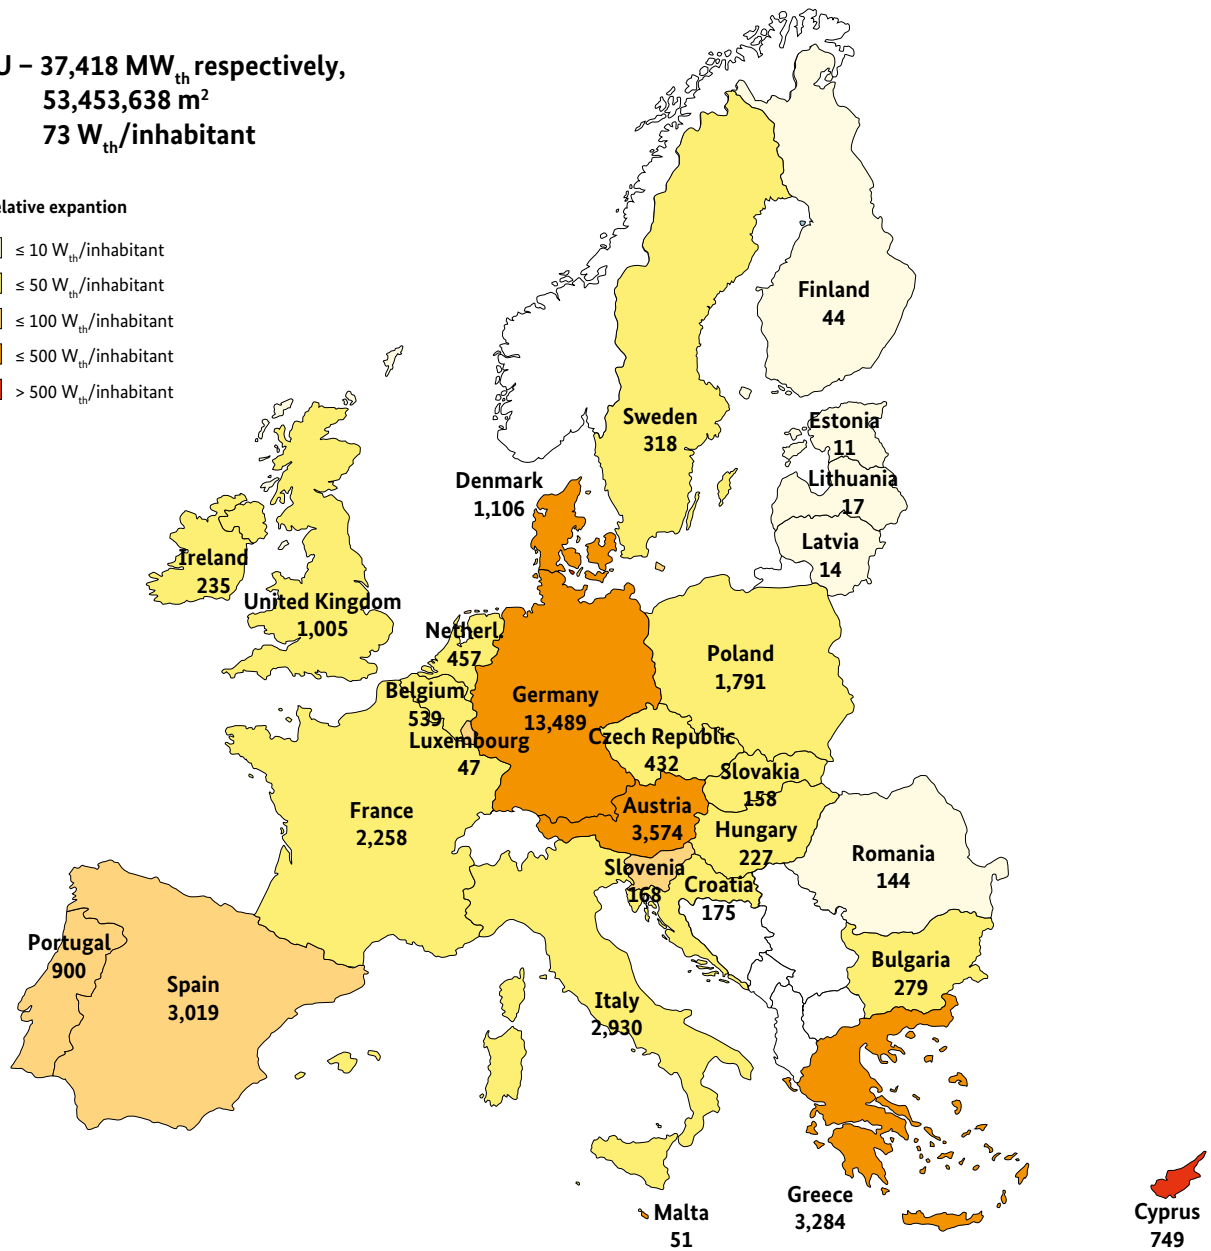 U – 37,418 MWth respectively,
53,453,638 m²
73 Wth/inhabitant
elative expantion
≤ 10 Wth/inhabitant
≤ 50 Wth/inhabitant
≤ 100 Wth/inhabitant
≤ 500 Wth/inhabitant
> 500 Wth/inhabitant
Finland
44
Sweden
318
Estonia
11
Lithuania
17
Latvia
14
Denmark
1,106
Ireland
235
United Kingdom
1,005
Netherl.
457
Belgium
539
Luxembourg
47
Germany
13,489
Poland
1,791
Czech Republic
432
Slovakia
158
Austria
3,574
Hungary
227
France
2,258
Slovenia
168
Croatia
175
Romania
144
Portugal
900
Spain
3,019
Italy
2,930
Bulgaria
279
Malta
51
Greece
3,284
Cyprus
749